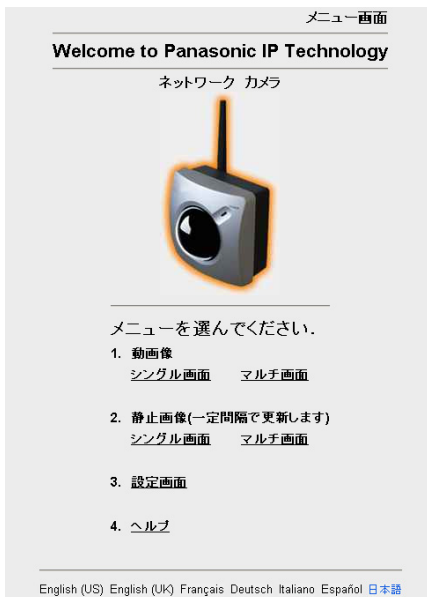 メニュー画面
Welcome to Panasonic IP Technology
ネットワーク カメラ
メニューを選んでください.
1. 動画像
シングル画面 マルチ画面
2. 静止画像(一定間隔で更新します)
シングル画面 マルチ画面
3. 設定画面
4. ヘルプ
English (US) English (UK) Français Deutsch Italiano Español 日本語